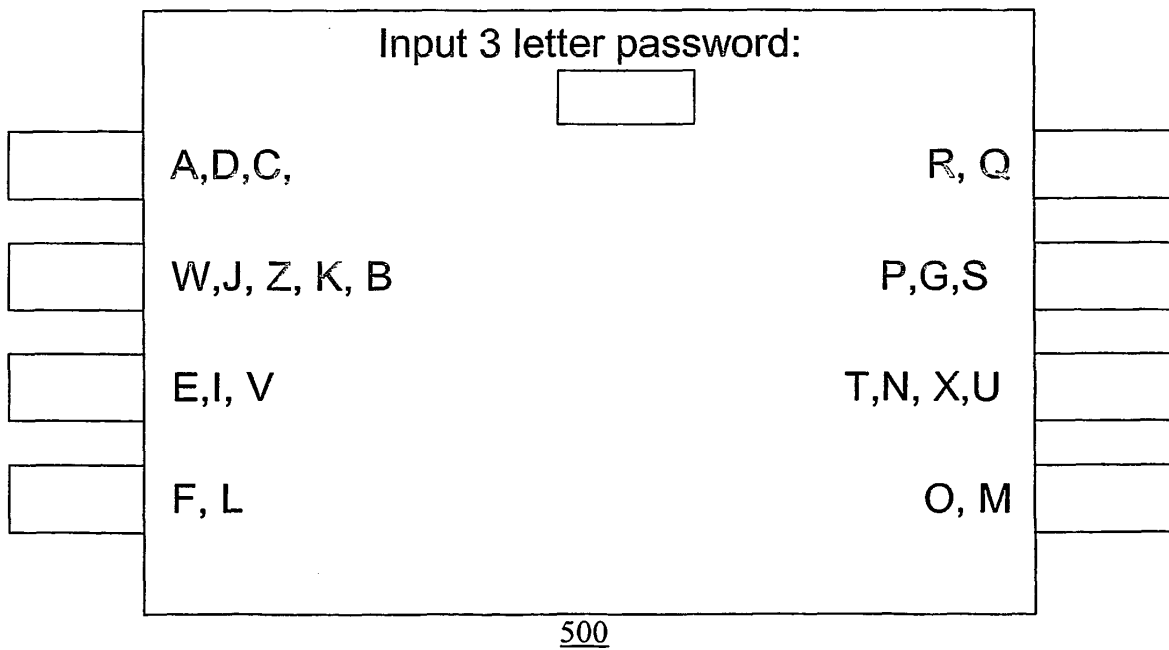 Input 3 letter password:
A,D,C,
R, Q
W,J, Z, K, B
P,G,S
E,I, V
T,N, X,U
F, L
O, M
500